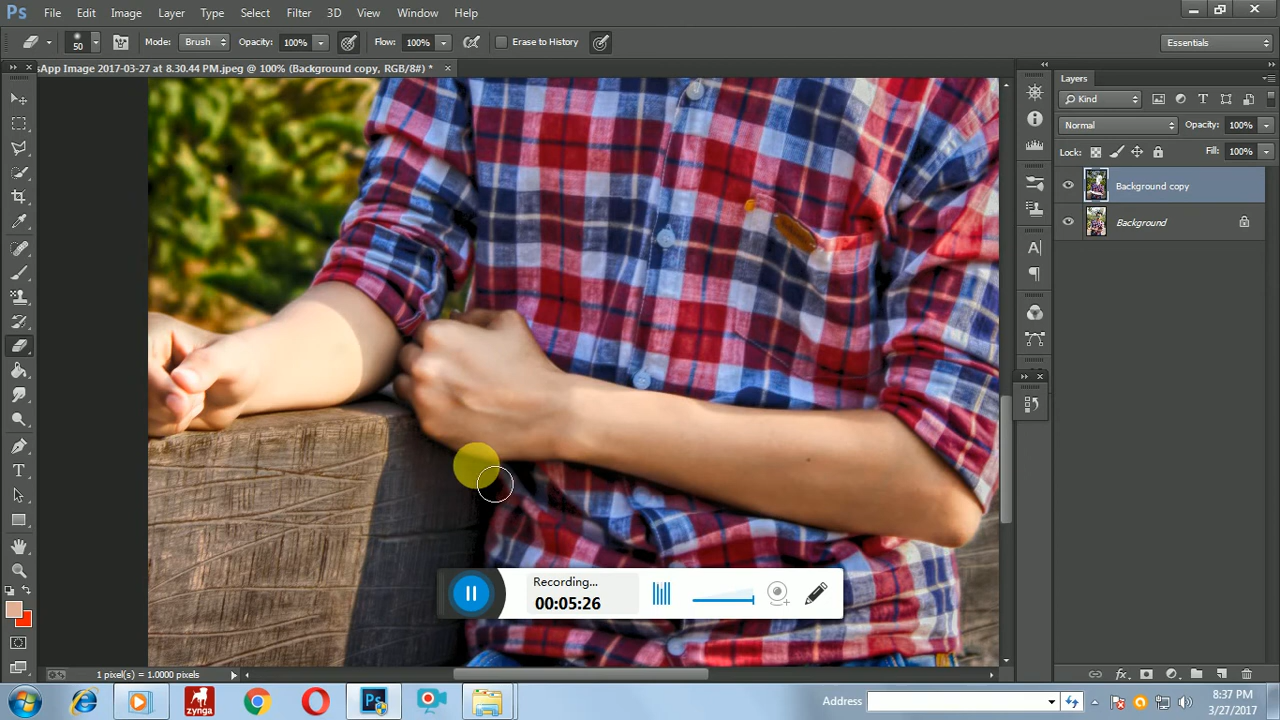 Ps File Edit Image Layer Type Select Filter 3D View Window Help
50 Mode: Brush Opacity: 100% Flow: 100% Erase to History Essentials
sApp Image 2017-03-27 at 8.30.44 PM.jpeg @ 100% (Background copy, RGB/8#) * ×
Layers
Kind
Normal Opacity: 100%
Lock: Fill: 100%
Background copy
Background
Recording...
00:05:26
1 pixel(s) = 1.0000 pixels
zynga Ps Address 8:37 PM
3/27/2017